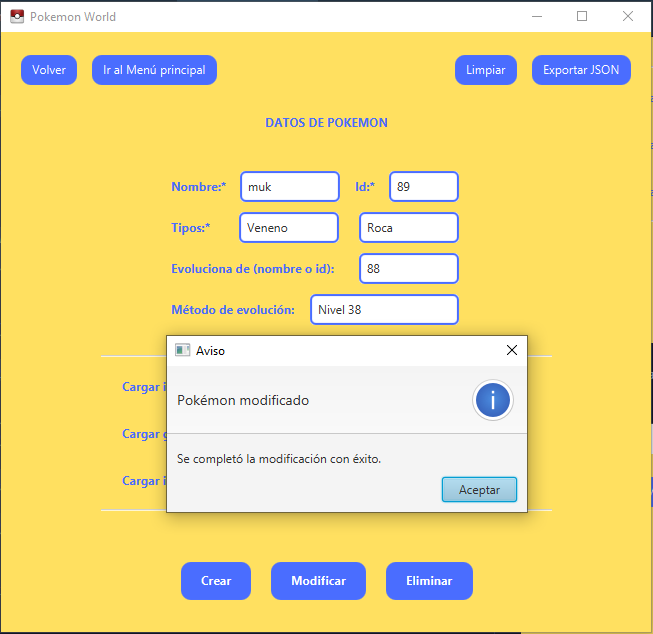 Pokemon World
Volver
Ir al Menú principal
Limpiar
Exportar JSON
DATOS DE POKEMON
Nombre:* muk Id:* 89
Tipos:* Veneno Roca
Evoluciona de (nombre o id): 88
Método de evolución: Nivel 38
Aviso
Pokémon modificado
Se completó la modificación con éxito.
Aceptar
Cargar
Cargar
Cargar
Crear
Modificar
Eliminar